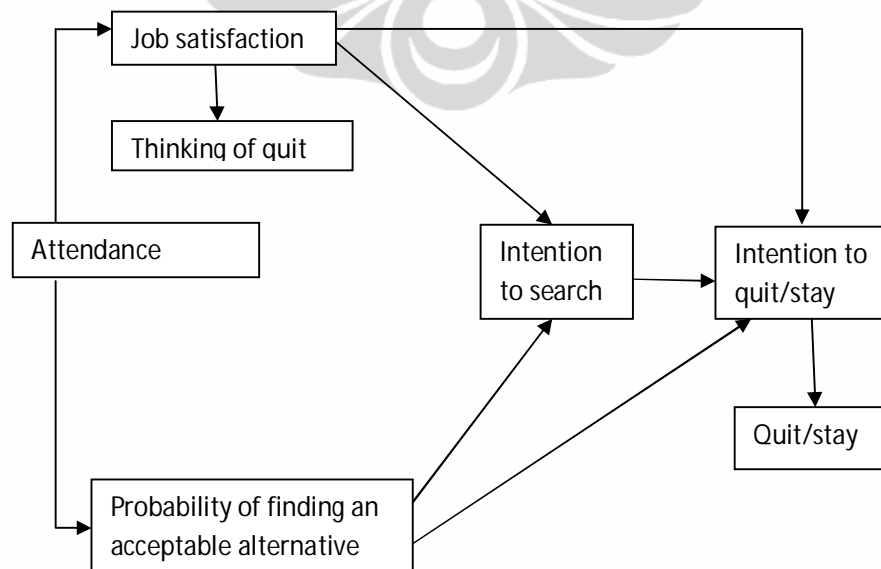 Job satisfaction
Thinking of quit
Attendance
Intention
to search
Intention to
quit/stay
Quit/stay
Probability of finding an
acceptable alternative